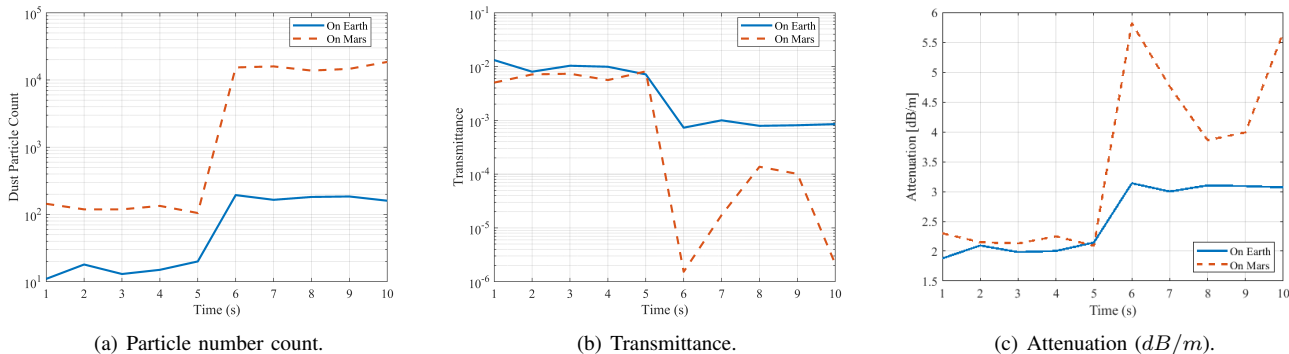 10^5
10^4
10^3
10^2
10^1
Dust Particle Count
On Earth
On Mars
1 2 3 4 5 6 7 8 9 10
Time (s)
(a) Particle number count.
10^-1
10^-2
10^-3
10^-4
10^-5
10^-6
Transmittance
On Earth
On Mars
1 2 3 4 5 6 7 8 9 10
Time (s)
(b) Transmittance.
6
5.5
5
4.5
4
3.5
3
2.5
2
1.5
Attenuation [dB/m]
On Earth
On Mars
1 2 3 4 5 6 7 8 9 10
Time (s)
(c) Attenuation (dB/m).